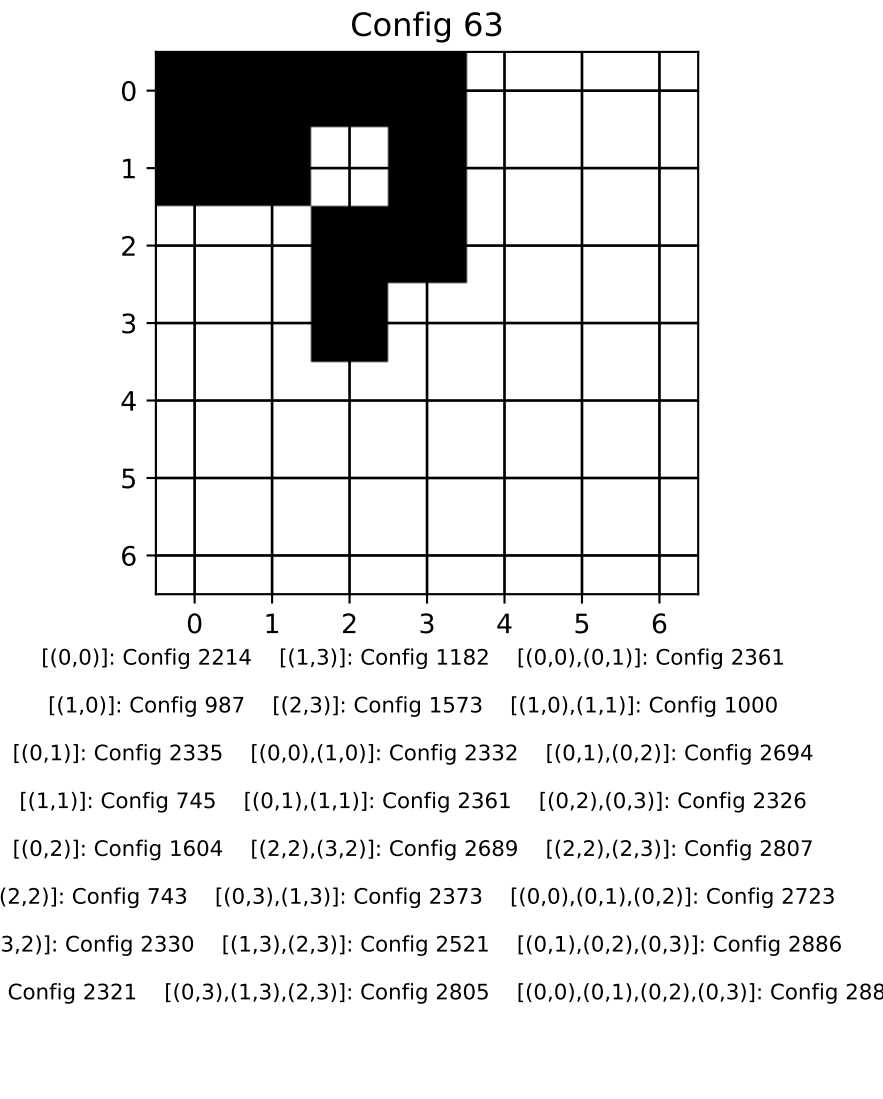 Config 63
0
1
2
3
4
5
6
0 1 2 3 4 5 6
[(0,0)]: Config 2214 [(1,3)]: Config 1182 [(0,0),(0,1)]: Config 2361
[(1,0)]: Config 987 [(2,3)]: Config 1573 [(1,0),(1,1)]: Config 1000
[(0,1)]: Config 2335 [(0,0),(1,0)]: Config 2332 [(0,1),(0,2)]: Config 2694
[(1,1)]: Config 745 [(0,1),(1,1)]: Config 2361 [(0,2),(0,3)]: Config 2326
[(0,2)]: Config 1604 [(2,2),(3,2)]: Config 2689 [(2,2),(2,3)]: Config 2807
(2,2)]: Config 743 [(0,3),(1,3)]: Config 2373 [(0,0),(0,1),(0,2)]: Config 2723
3,2)]: Config 2330 [(1,3),(2,3)]: Config 2521 [(0,1),(0,2),(0,3)]: Config 2886
Config 2321 [(0,3),(1,3),(2,3)]: Config 2805 [(0,0),(0,1),(0,2),(0,3)]: Config 288